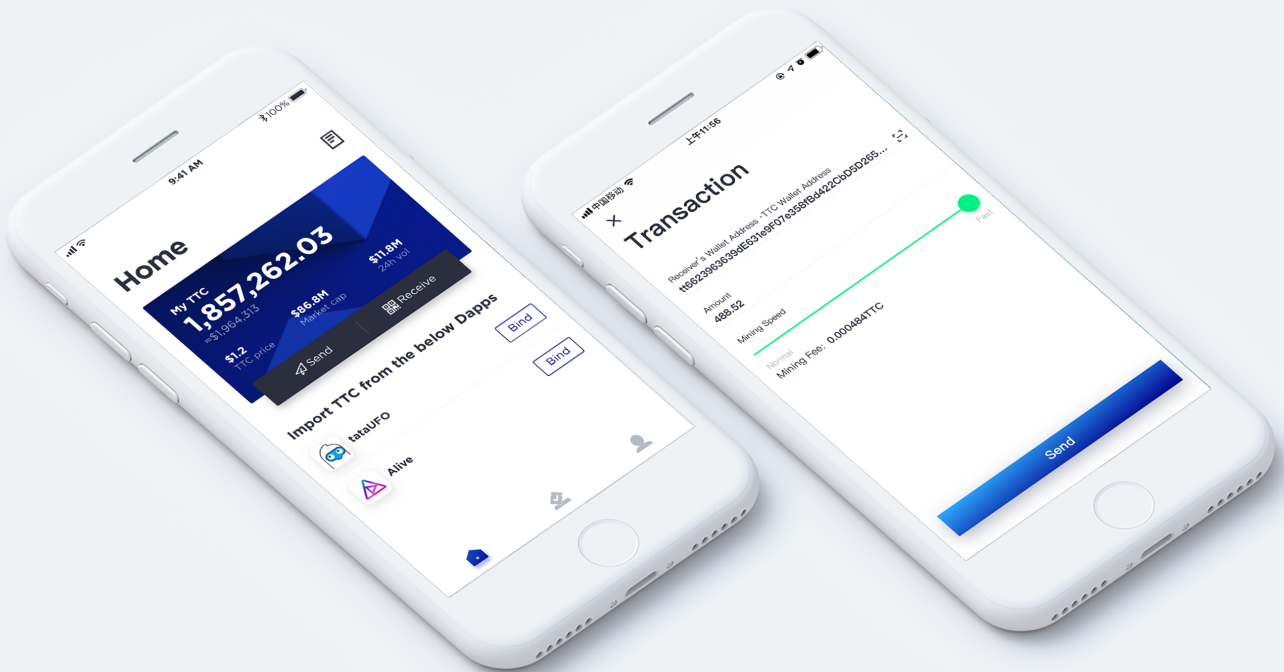 100%
9:41 AM
Home
My TTC
1,857,262.03
≈$1,964,313
$1.2
TTC price
$86.8M
Market cap
$11.8M
24h vol
Send
Receive
Import TTC from the below Dapps
tataUFO
Bind
Alive
Bind
中国移动
上午11:56
Transaction
Receiver's Wallet Address -TTC Wallet Address
tt6623963639dE631e9F07e358fBd422CbD5D265...
Amount
488.52
Mining Speed
Normal
Fast
Mining Fee: 0.000484TTC
Send